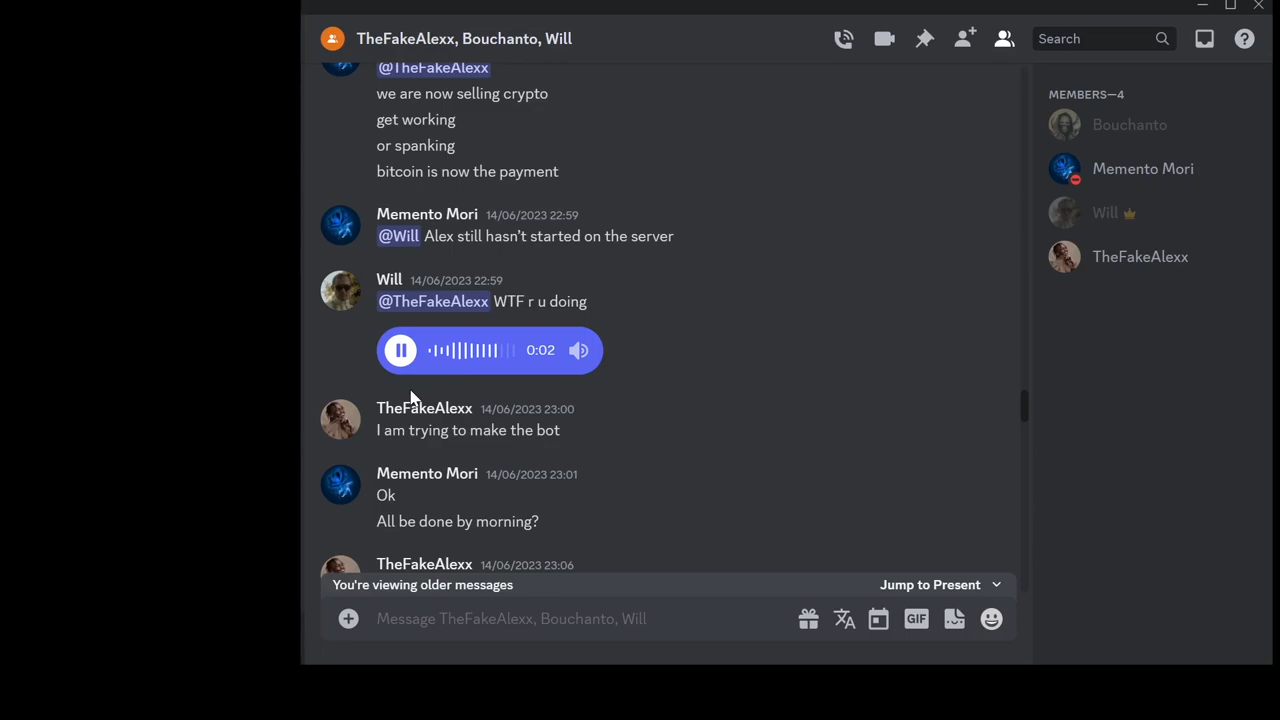 TheFakeAlexx, Bouchanto, Will
Search
@TheFakeAlexx
we are now selling crypto
get working
or spanking
bitcoin is now the payment
Memento Mori 14/06/2023 22:59
@Will Alex still hasn't started on the server
Will 14/06/2023 22:59
@TheFakeAlexx WTF r u doing
0:02
TheFakeAlexx 14/06/2023 23:00
I am trying to make the bot
Memento Mori 14/06/2023 23:01
Ok
All be done by morning?
TheFakeAlexx 14/06/2023 23:06
You're viewing older messages
Jump to Present
Message TheFakeAlexx, Bouchanto, Will
GIF
MEMBERS—4
Bouchanto
Memento Mori
Will
TheFakeAlexx